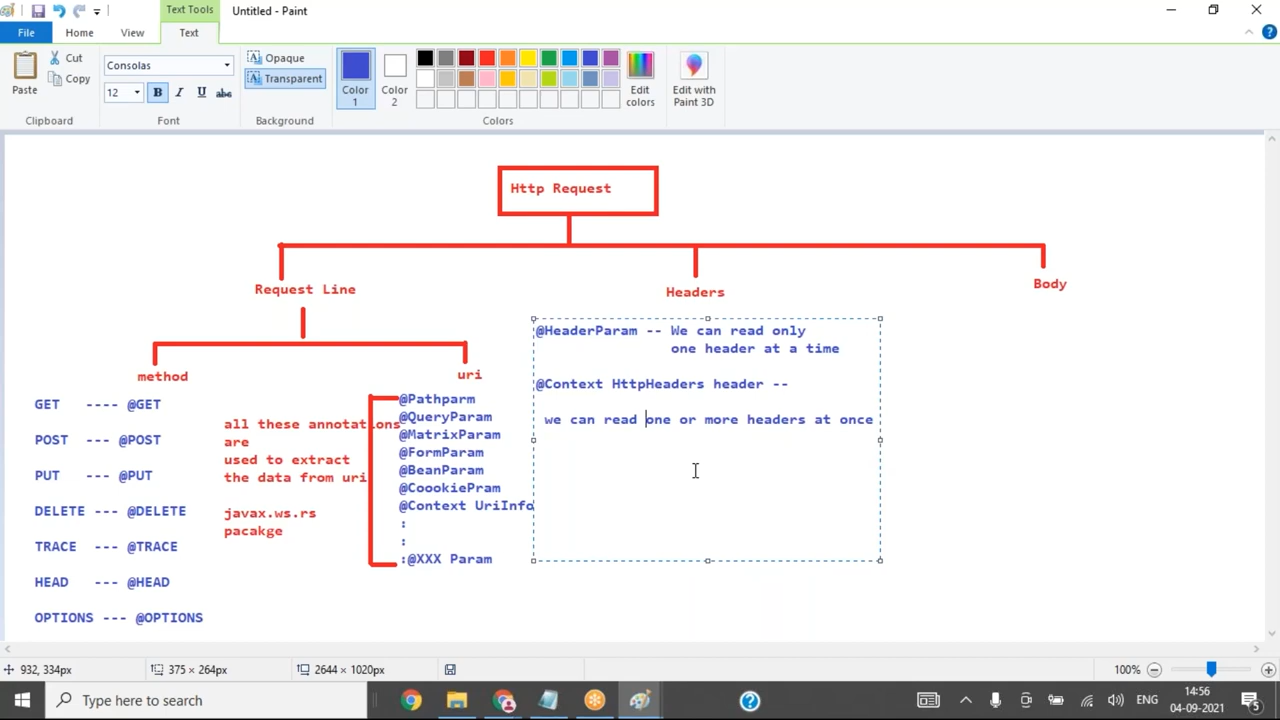 Text Tools
Untitled - Paint
File
Home
View
Text
Paste
Cut
Copy
Clipboard
Consolas
12
B
I
U
abc
Font
Opaque
Transparent
Background
Color 1
Color 2
Edit colors
Colors
Edit with Paint 3D
Http Request
Request Line
Headers
Body
method
uri
GET ---- @GET
POST --- @POST
PUT --- @PUT
DELETE --- @DELETE
TRACE --- @TRACE
HEAD --- @HEAD
OPTIONS --- @OPTIONS
all these annotations
are
used to extract
the data from uri
javax.ws.rs
pacakge
@Pathparm
@QueryParam
@MatrixParam
@FormParam
@BeanParam
@CoookiePram
@Context UriInfo
:
:
:@XXX Param
@HeaderParam -- We can read only
one header at a time
@Context HttpHeaders header --
we can read one or more headers at once
932, 334px
375 × 264px
2644 × 1020px
100%
Type here to search
ENG
14:56
04-09-2021
5